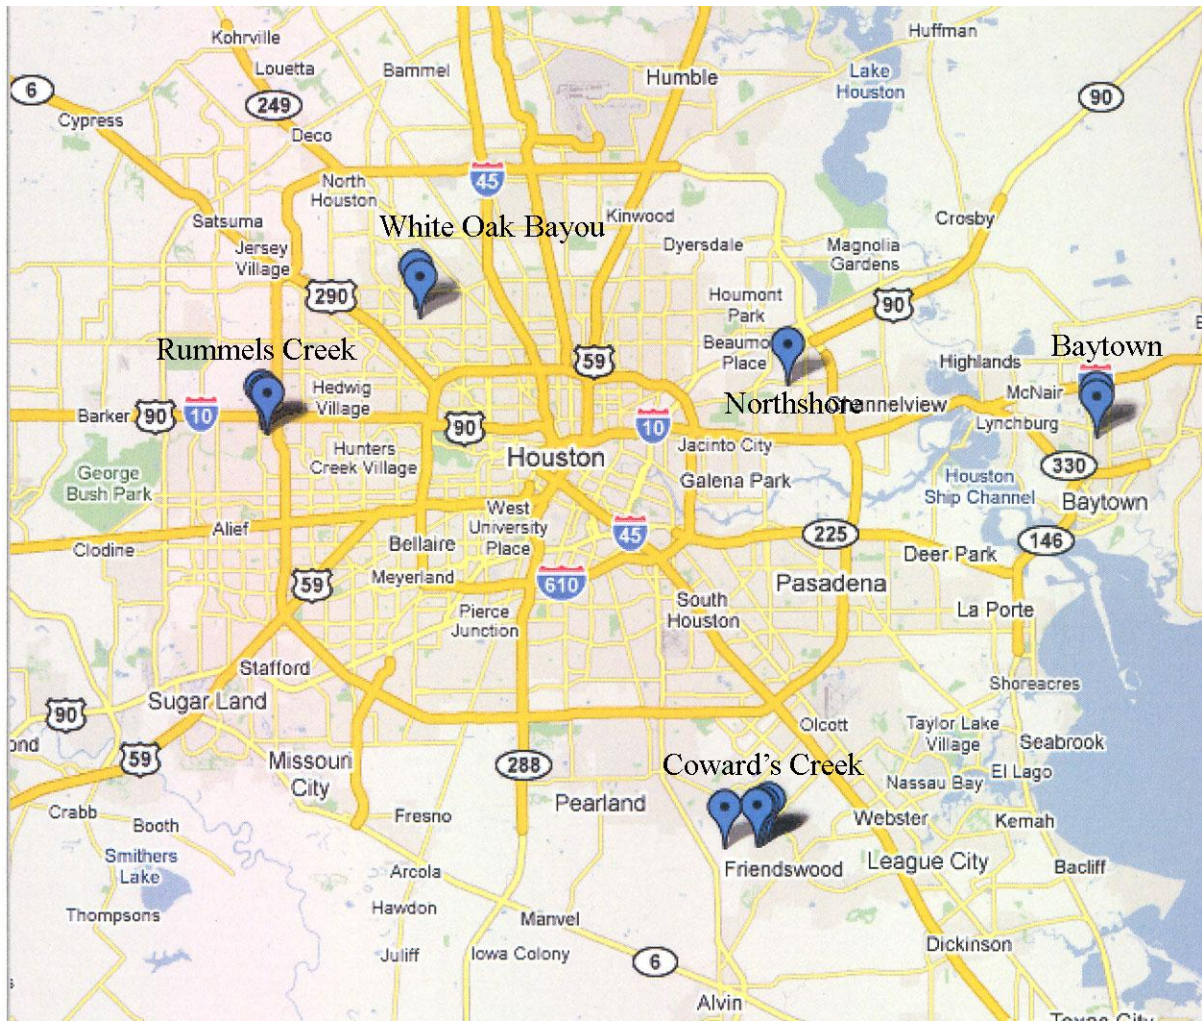 Kohrville
Huffman
Louetta
Bammel
Humble
Lake
Houston
6
249
90
Cypress
Deco
North
Houston
45
Satsuma
White Oak Bayou
Kinwood
Crosby
Jersey
Village
Dyersdale
Magnolia
Gardens
290
Houmont
Park
90
Rummels Creek
59
Beaumo
Place
Highlands
Baytown
Hedwig
Village
McNair
Northshore
Channelview
Barker
90
10
90
10
Lynchburg
Hunters
Creek Village
Houston
Jacinto City
George
Bush Park
Galena Park
Houston
Ship Channel
330
Baytown
Alief
West
University
Place
45
225
146
Clodine
Bellaire
Deer Park
59
Meyerland
610
Pasadena
South
Houston
La Porte
Pierce
Junction
Stafford
Shoreacres
Sugar Land
90
Olcott
Taylor Lake
Village
Seabrook
ond
59
Missouri
City
288
Coward's Creek
El Lago
Nassau Bay
Crabb
Booth
Fresno
Pearland
Webster
Kemah
Smithers
Lake
Arcola
Friendswood
League City
Bacliff
Thompsons
Hawdon
Manvel
Juliff
Iowa Colony
6
Dickinson
Alvin
Texas City